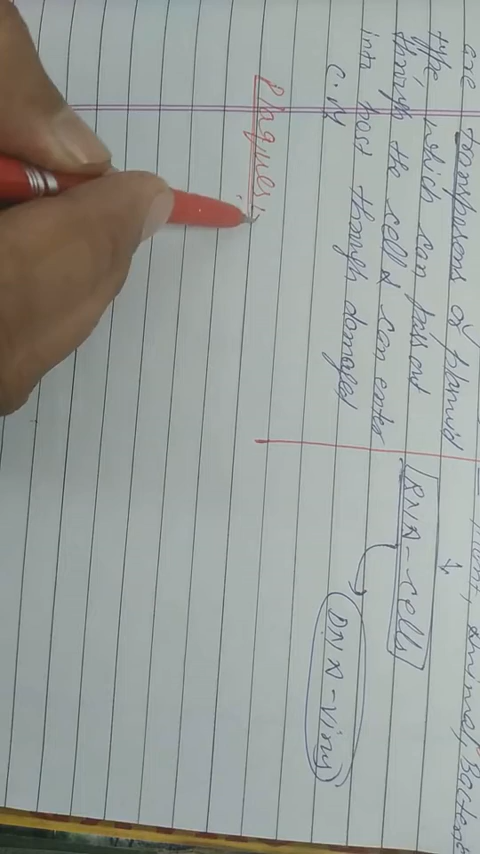 are transposons of plasmid
type which can pass out
through the cell & can enter
into host through damaged
c.m
Plaques:
Plant, Animal, Bacteria
↓
RNA-cells
DNA-virus